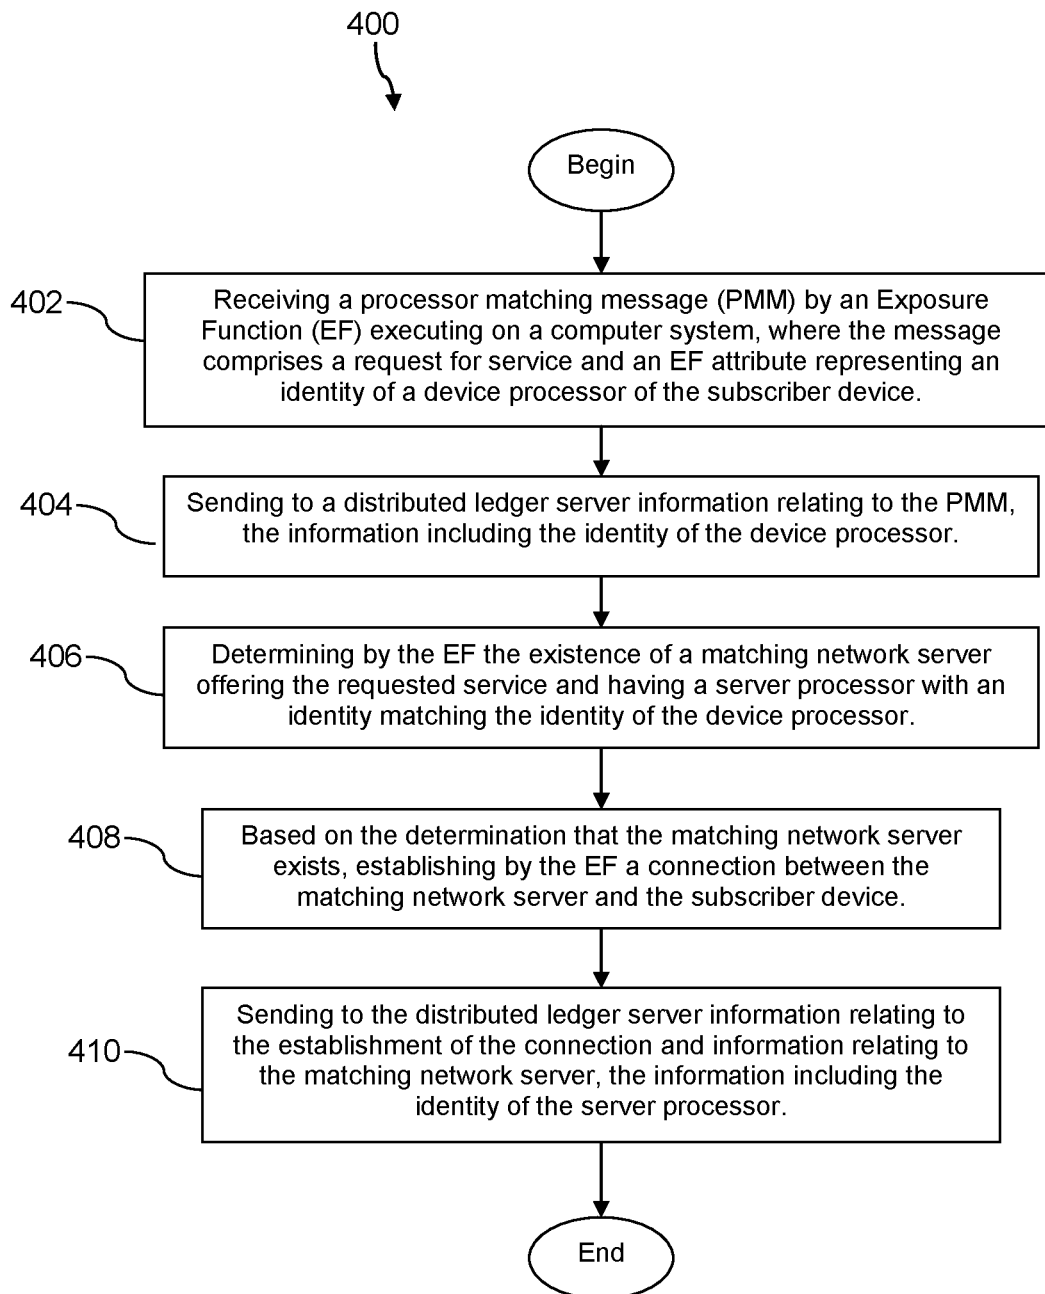 400
Begin
402
Receiving a processor matching message (PMM) by an Exposure
Function (EF) executing on a computer system, where the message
comprises a request for service and an EF attribute representing an
identity of a device processor of the subscriber device.
404
Sending to a distributed ledger server information relating to the PMM,
the information including the identity of the device processor.
406
Determining by the EF the existence of a matching network server
offering the requested service and having a server processor with an
identity matching the identity of the device processor.
408
Based on the determination that the matching network server
exists, establishing by the EF a connection between the
matching network server and the subscriber device.
410
Sending to the distributed ledger server information relating to
the establishment of the connection and information relating to
the matching network server, the information including the
identity of the server processor.
End